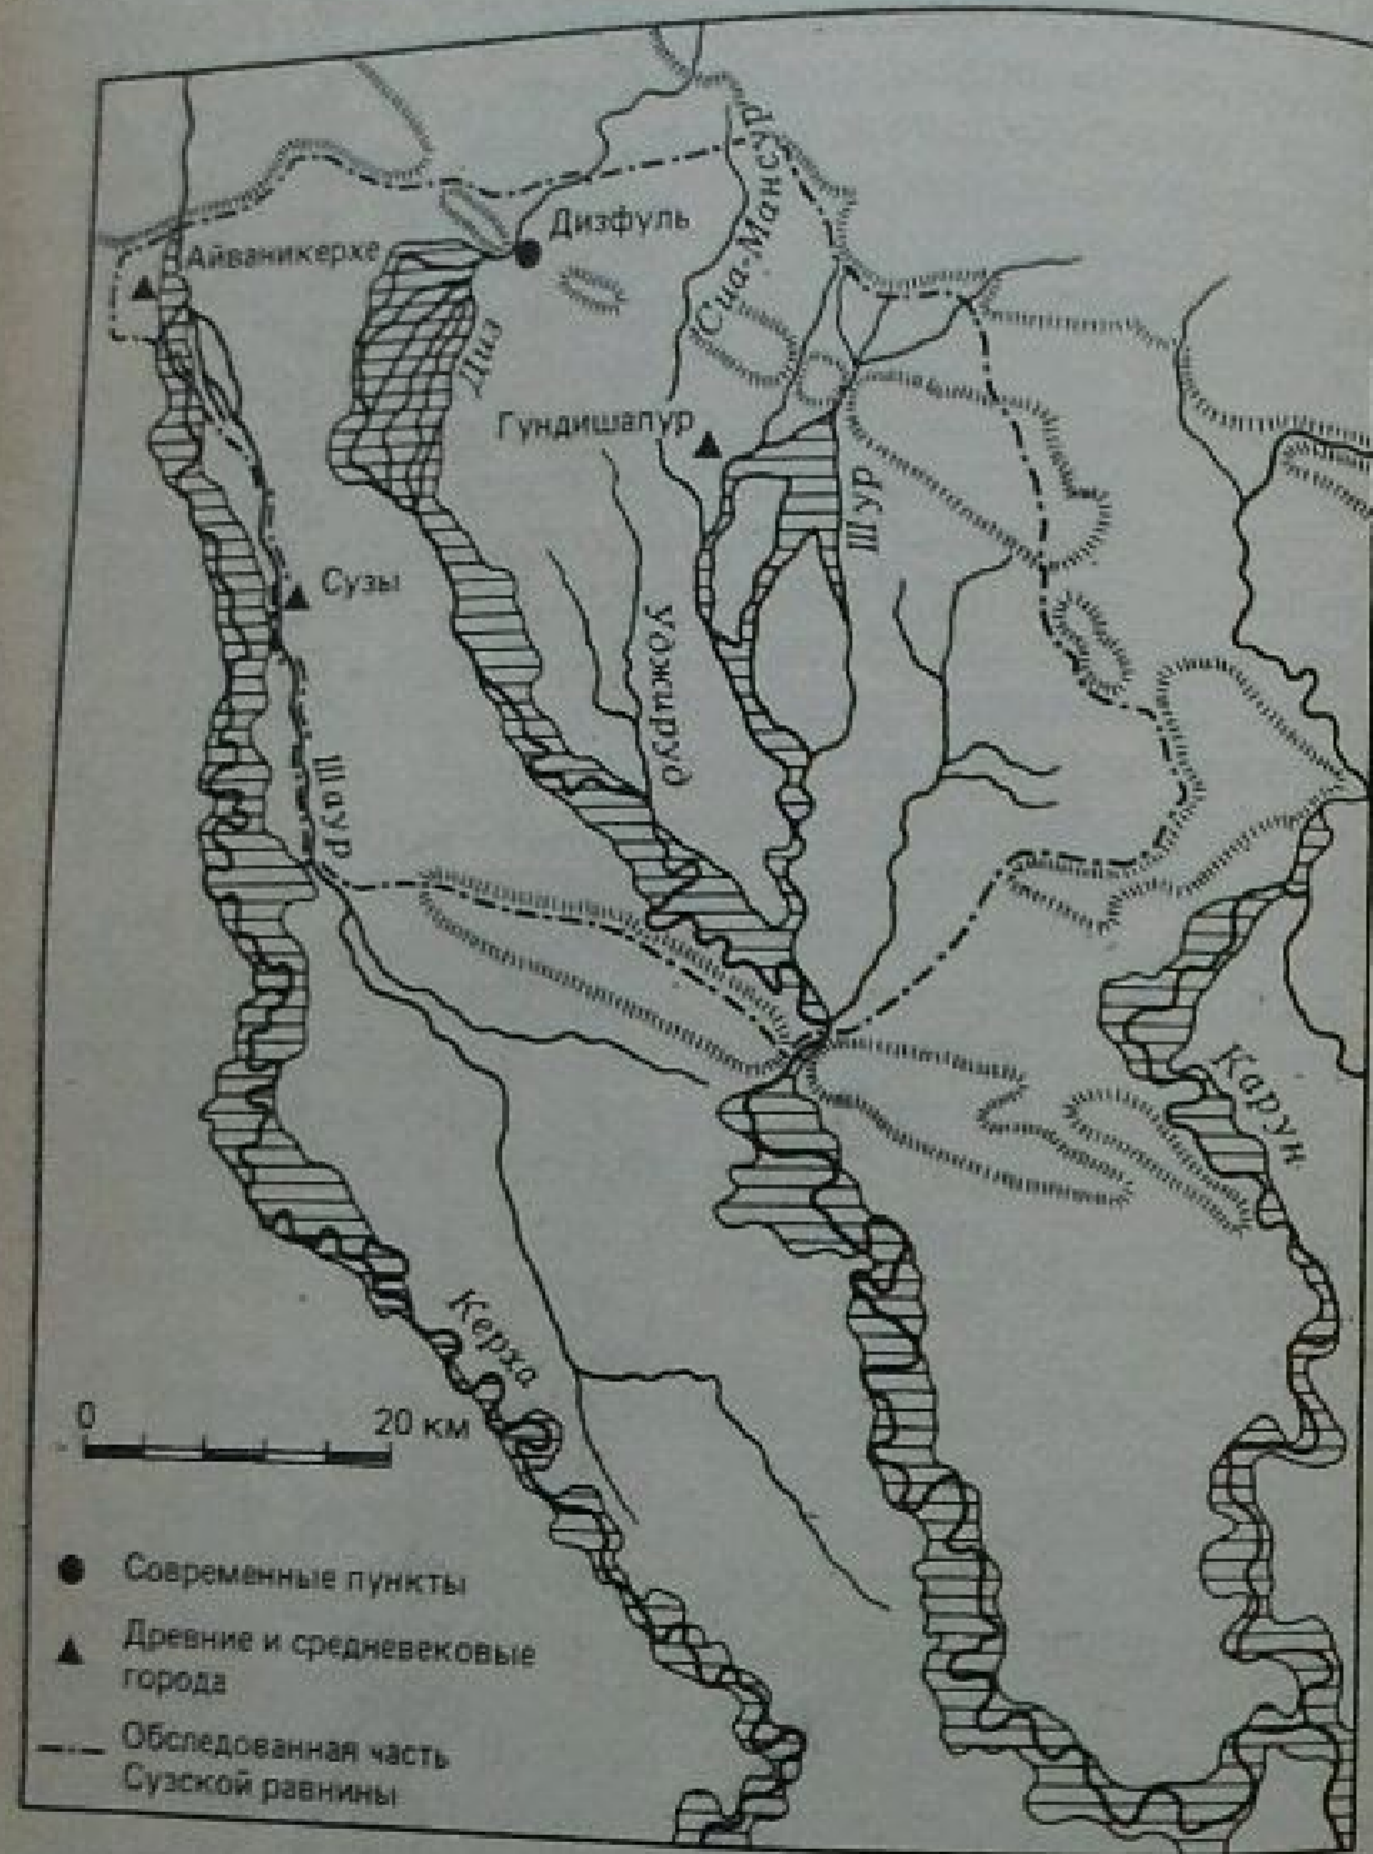 Сиа-Мансур
Дизфуль
Айваникерхе
Диз
Гундишапур
Шур
Сузы
Уожируд
Шаур
Карун
Керха
0 20 км
Современные пункты
Древние и средневековые
города
Обследованная часть
Сузской равнины